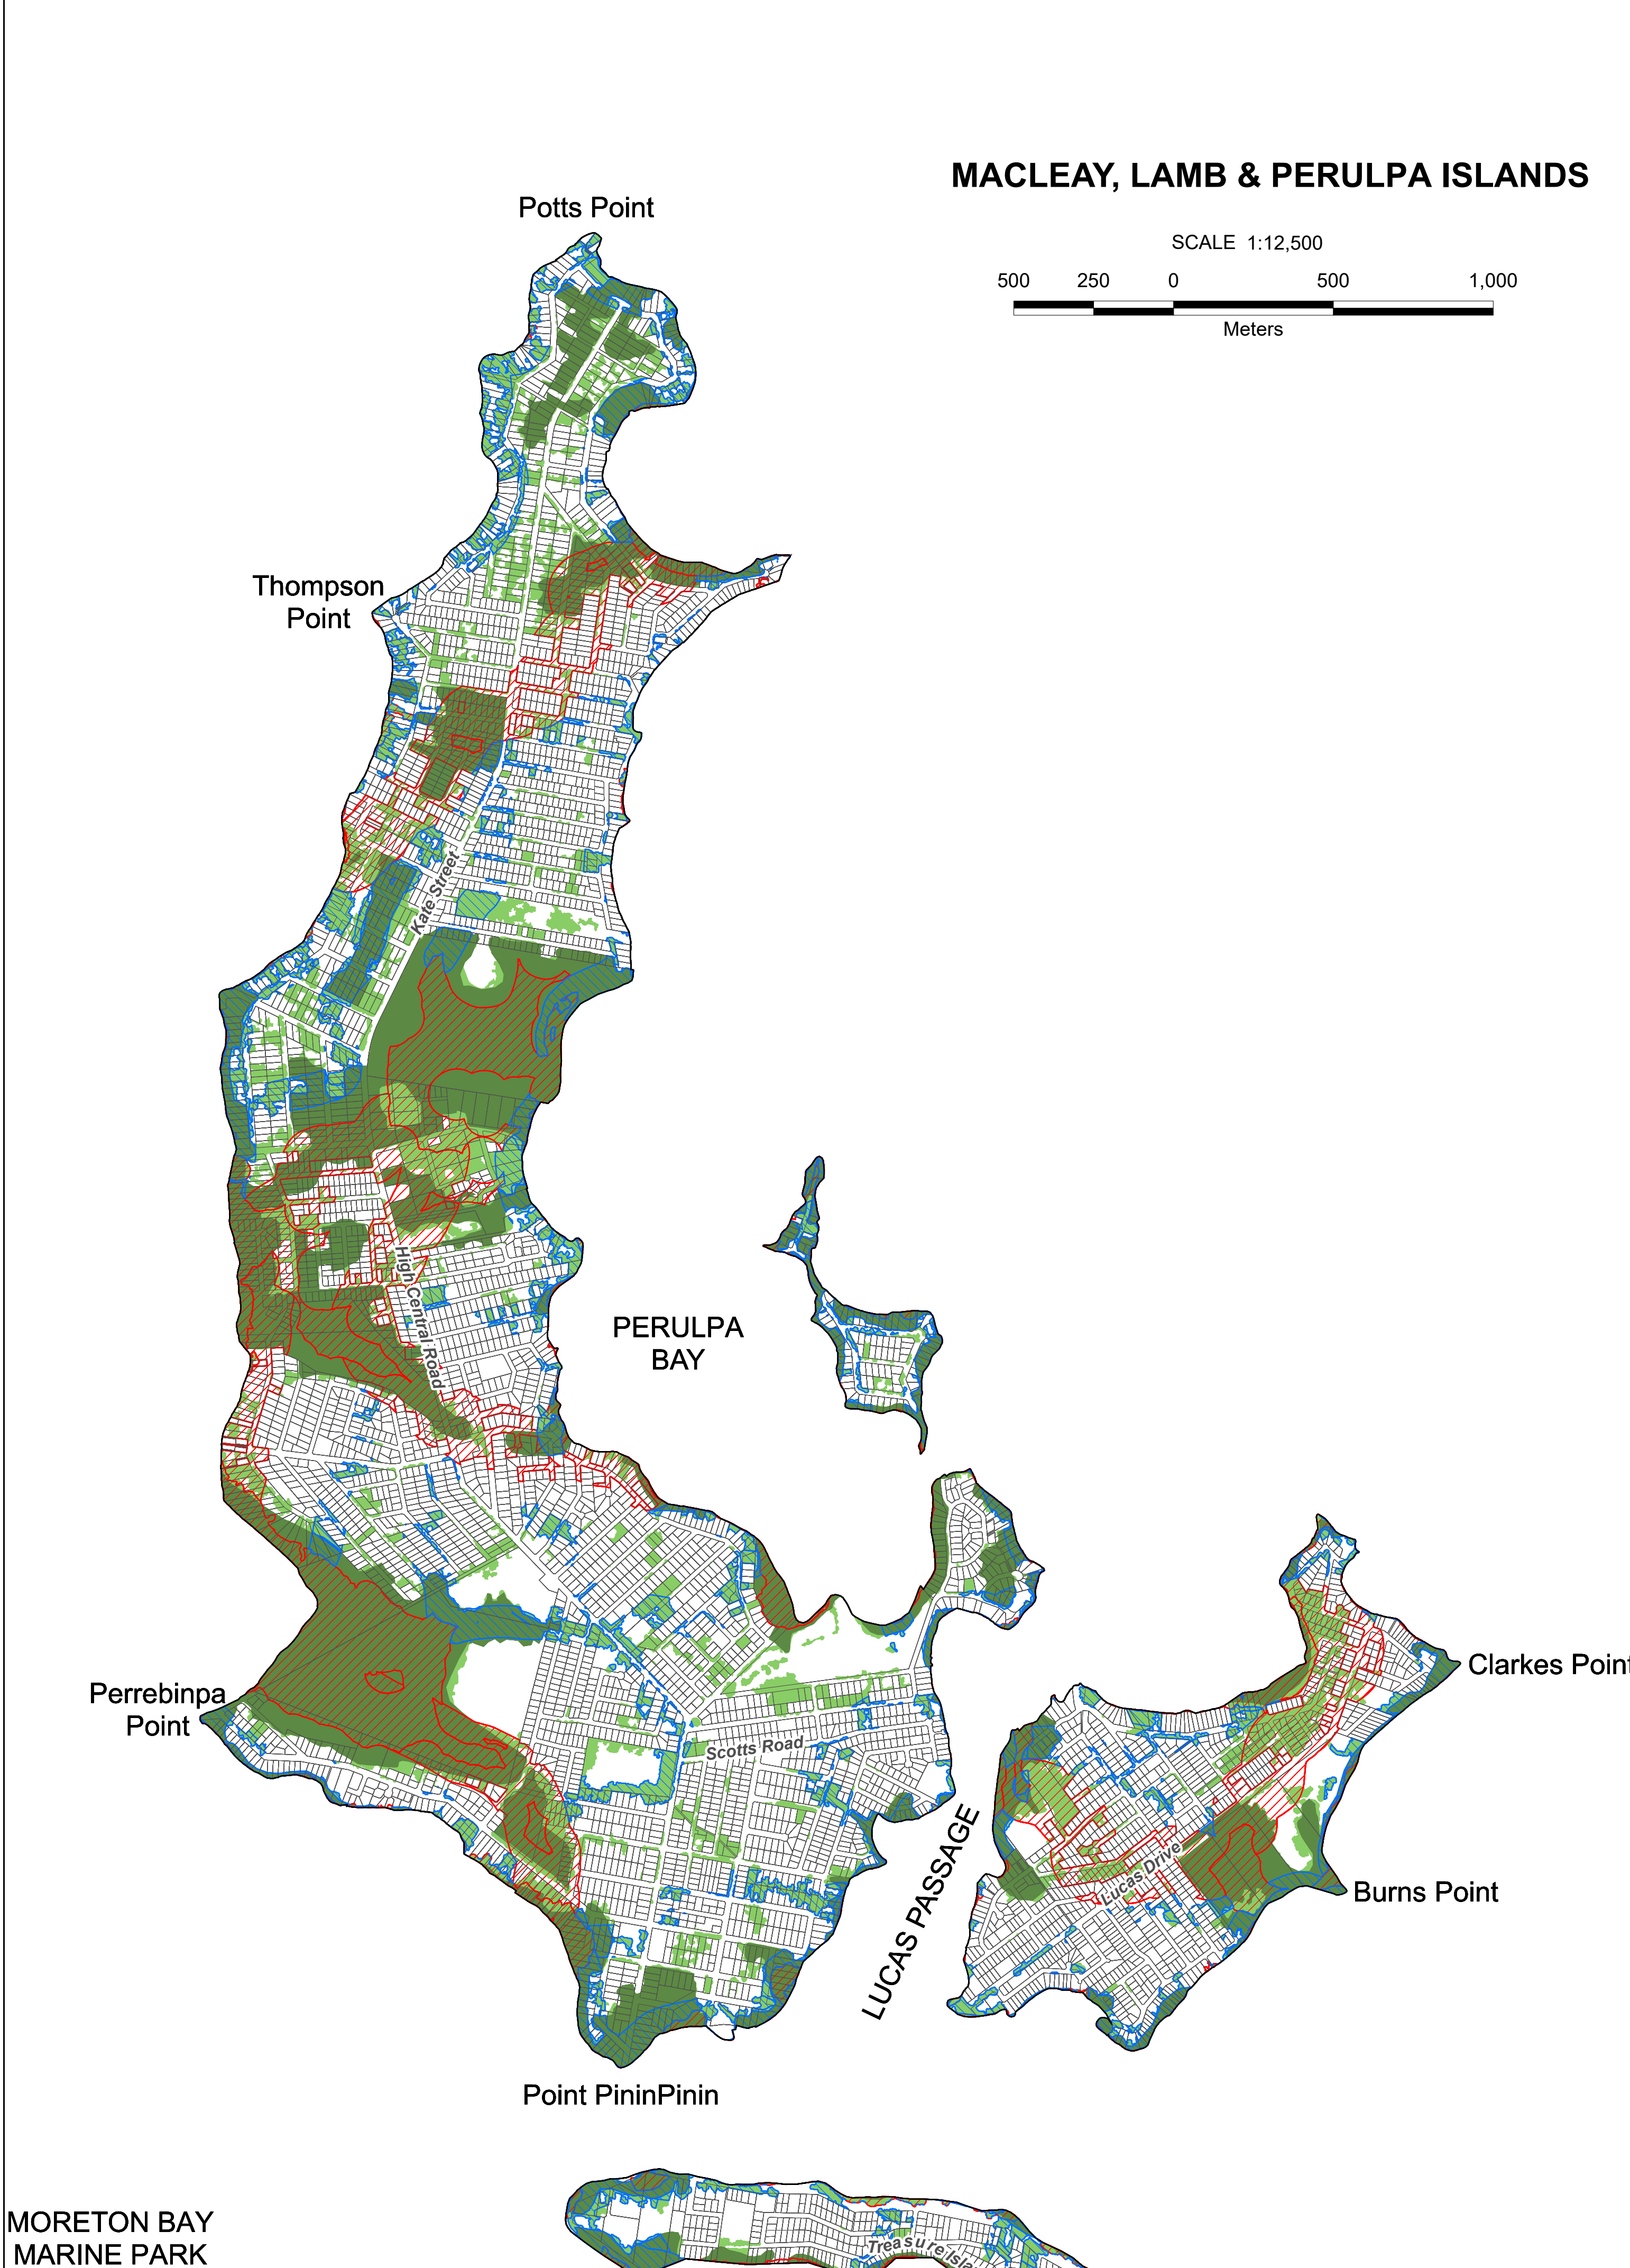 MACLEAY, LAMB & PERULPA ISLANDS
Potts Point
SCALE 1:12,500
500 250 0 500 1,000
Meters
Thompson
Point
Kate Street
High Central Road
PERULPA
BAY
Clarkes Point
Perrebinpa
Point
Scotts Road
LUCAS PASSAGE
Lucas Drive
Burns Point
Point PininPinin
MORETON BAY
MARINE PARK